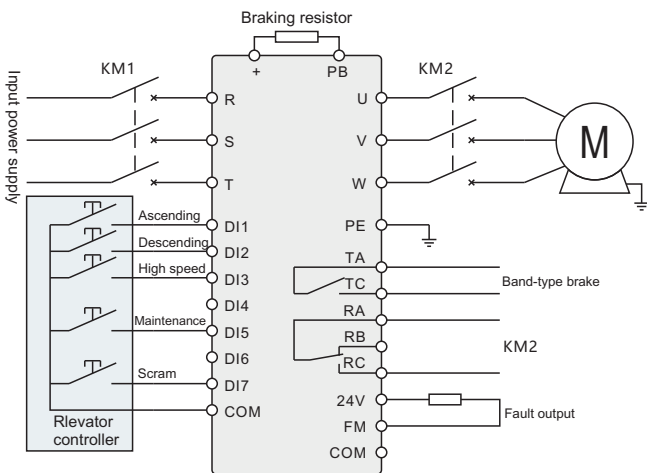 Braking resistor
+
PB
KM1
KM2
Input power supply
R
U
S
V
M
T
W
Ascending
DI1
PE
Descending
DI2
High speed
DI3
TA
TC
Band-type brake
DI4
RA
Maintenance
DI5
RB
KM2
DI6
RC
Scram
DI7
24V
COM
FM
Fault output
Rlevator
controller
COM